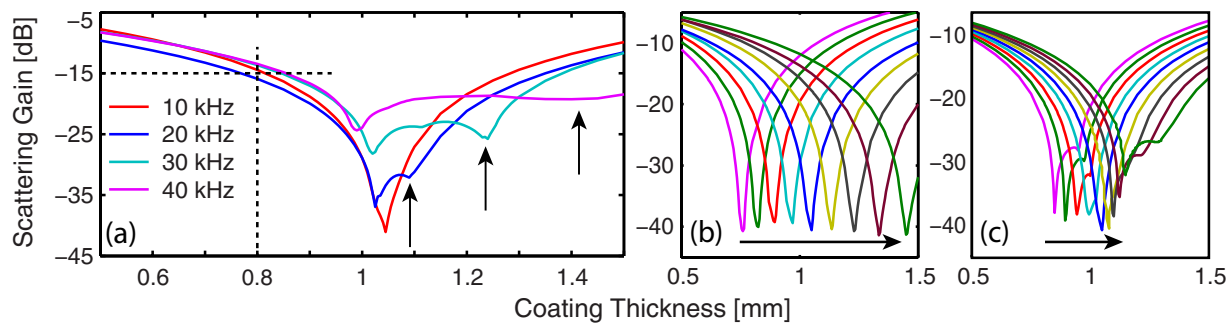 Scattering Gain [dB]
−5
−15
−25
−35
−45
10 kHz
20 kHz
30 kHz
40 kHz
(a)
0.6
0.8
1
1.2
1.4
−10
−20
−30
−40
(b)
0.5
1
1.5
−10
−20
−30
−40
(c)
0.5
1
1.5
Coating Thickness [mm]